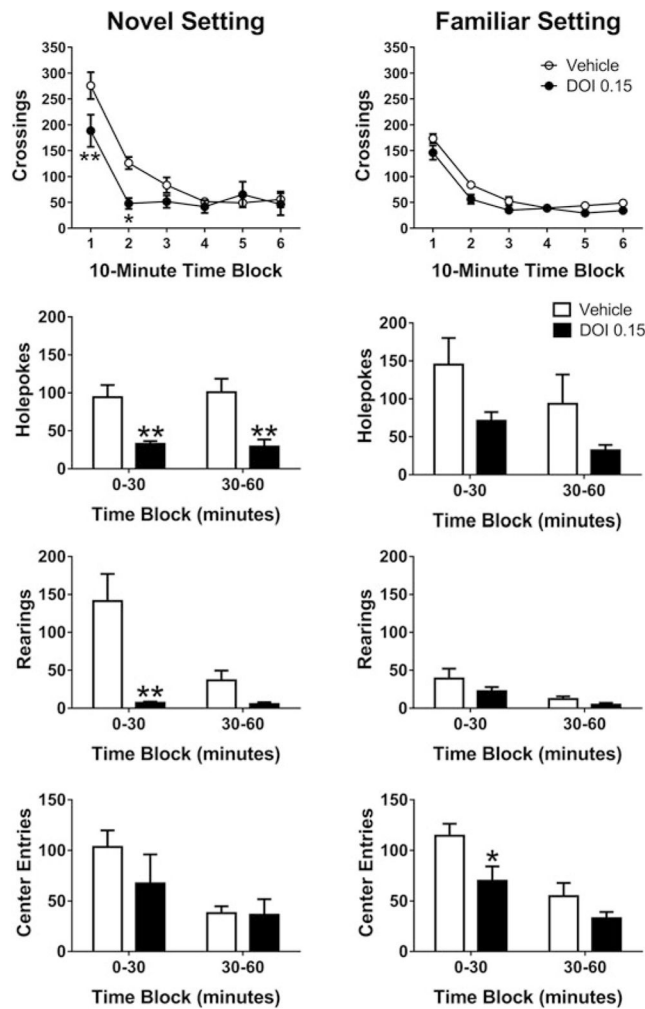 Novel Setting
Familiar Setting
350
300
250
200
150
100
50
0
Crossings
**
*
1 2 3 4 5 6
10-Minute Time Block
350
300
250
200
150
100
50
0
Crossings
Vehicle
DOI 0.15
1 2 3 4 5 6
10-Minute Time Block
200
150
100
50
0
Holepokes
** **
0-30 30-60
Time Block (minutes)
200
150
100
50
0
Holepokes
Vehicle
DOI 0.15
0-30 30-60
Time Block (minutes)
200
150
100
50
0
Rearings
**
0-30 30-60
Time Block (minutes)
200
150
100
50
0
Rearings
0-30 30-60
Time Block (minutes)
150
100
50
0
Center Entries
0-30 30-60
Time Block (minutes)
150
100
50
0
Center Entries
*
0-30 30-60
Time Block (minutes)